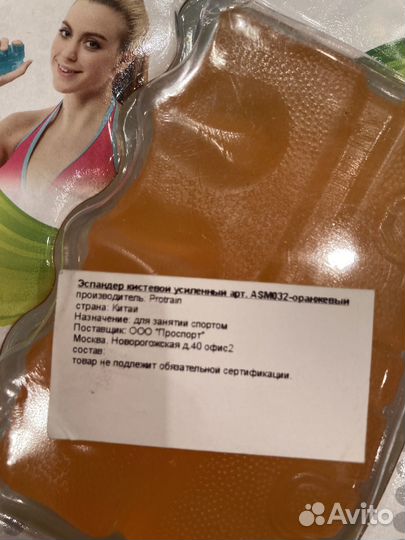 Эспандер кистевой усиленный арт. ASM032-оранжевый
производитель. Protrain
страна: Китай
Назначение: для занятий спортом
Поставщик: ООО "Проспорт"
Москва. Новорогожская д.40 офис2
состав:
товар не подлежит обязательной сертификации.
Avito